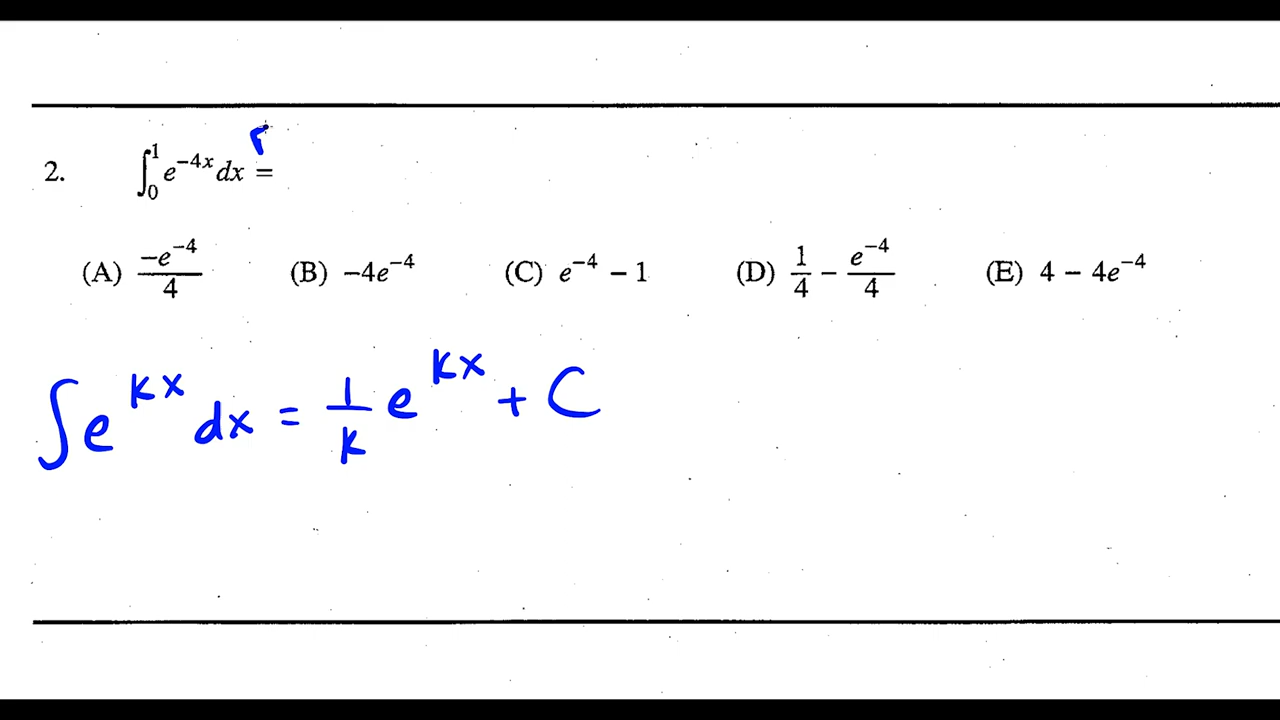 2. ∫₀¹ e⁻⁴ˣ dx =
(A) −e⁻⁴/4 (B) −4e⁻⁴ (C) e⁻⁴ − 1 (D) 1/4 − e⁻⁴/4 (E) 4 − 4e⁻⁴
∫ e^(kx) dx = 1/k e^(kx) + C